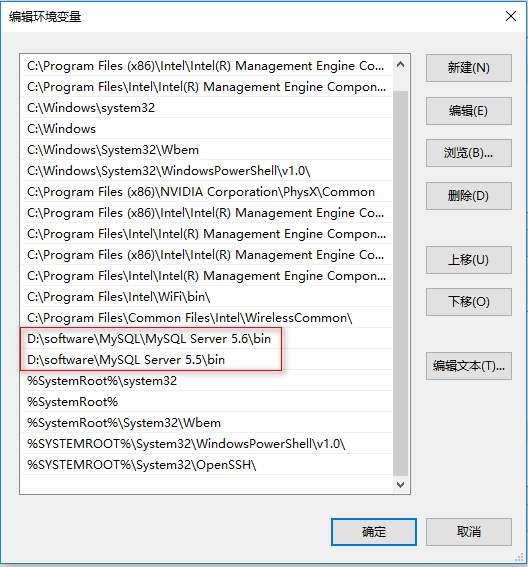 编辑环境变量
C:\Program Files (x86)\Intel\Intel(R) Management Engine Co...
C:\Program Files\Intel\Intel(R) Management Engine Compon...
C:\Windows\system32
C:\Windows
C:\Windows\System32\Wbem
C:\Windows\System32\WindowsPowerShell\v1.0\
C:\Program Files (x86)\NVIDIA Corporation\PhysX\Common
C:\Program Files (x86)\Intel\Intel(R) Management Engine Co...
C:\Program Files\Intel\Intel(R) Management Engine Compon...
C:\Program Files (x86)\Intel\Intel(R) Management Engine Co...
C:\Program Files\Intel\Intel(R) Management Engine Compon...
C:\Program Files\Intel\WiFi\bin\
C:\Program Files\Common Files\Intel\WirelessCommon\
D:\software\MySQL\MySQL Server 5.6\bin
D:\software\MySQL Server 5.5\bin
%SystemRoot%\system32
%SystemRoot%
%SystemRoot%\System32\Wbem
%SYSTEMROOT%\System32\WindowsPowerShell\v1.0\
%SYSTEMROOT%\System32\OpenSSH\
新建(N)
编辑(E)
浏览(B)...
删除(D)
上移(U)
下移(O)
编辑文本(T)...
确定
取消